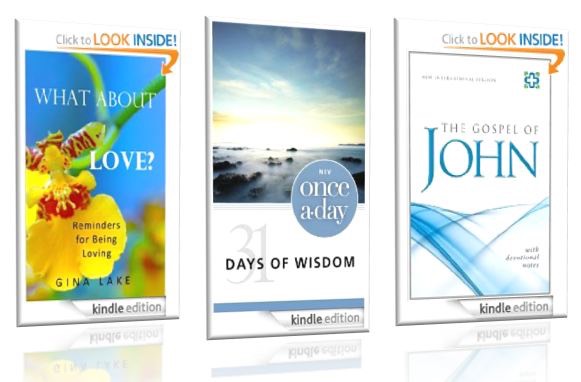 Click to LOOK INSIDE!
WHAT ABOUT
LOVE?
Reminders
for Being
Loving
GINA LAKE
kindle edition
NIV
once
a·day
31
DAYS OF WISDOM
kindle edition
Click to LOOK INSIDE!
NEW INTERNATIONAL VERSION
THE GOSPEL OF
JOHN
with
devotional
notes
kindle edition